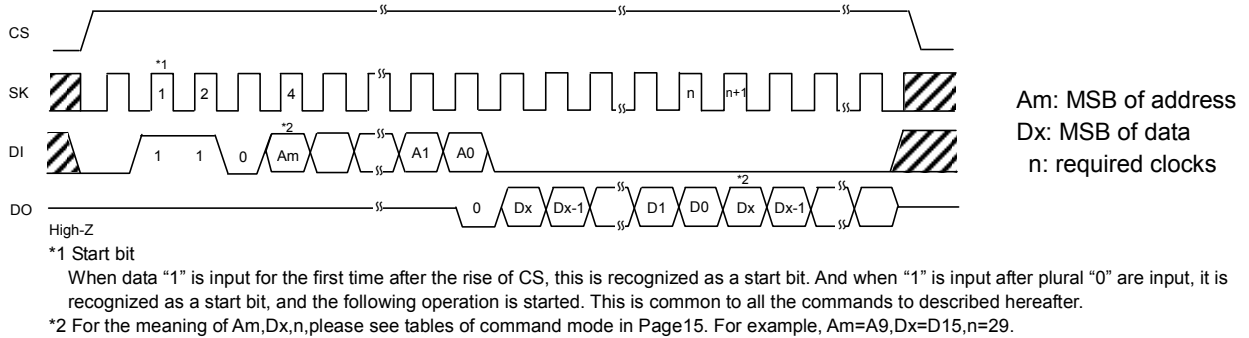 CS
*1
SK 1 2 4 n n+1
*2
DI 1 1 0 Am A1 A0
*2
DO 0 Dx Dx-1 D1 D0 Dx Dx-1
High-Z
Am: MSB of address
Dx: MSB of data
n: required clocks
*1 Start bit
When data “1” is input for the first time after the rise of CS, this is recognized as a start bit. And when “1” is input after plural “0” are input, it is
recognized as a start bit, and the following operation is started. This is common to all the commands to described hereafter.
*2 For the meaning of Am,Dx,n,please see tables of command mode in Page15. For example, Am=A9,Dx=D15,n=29.